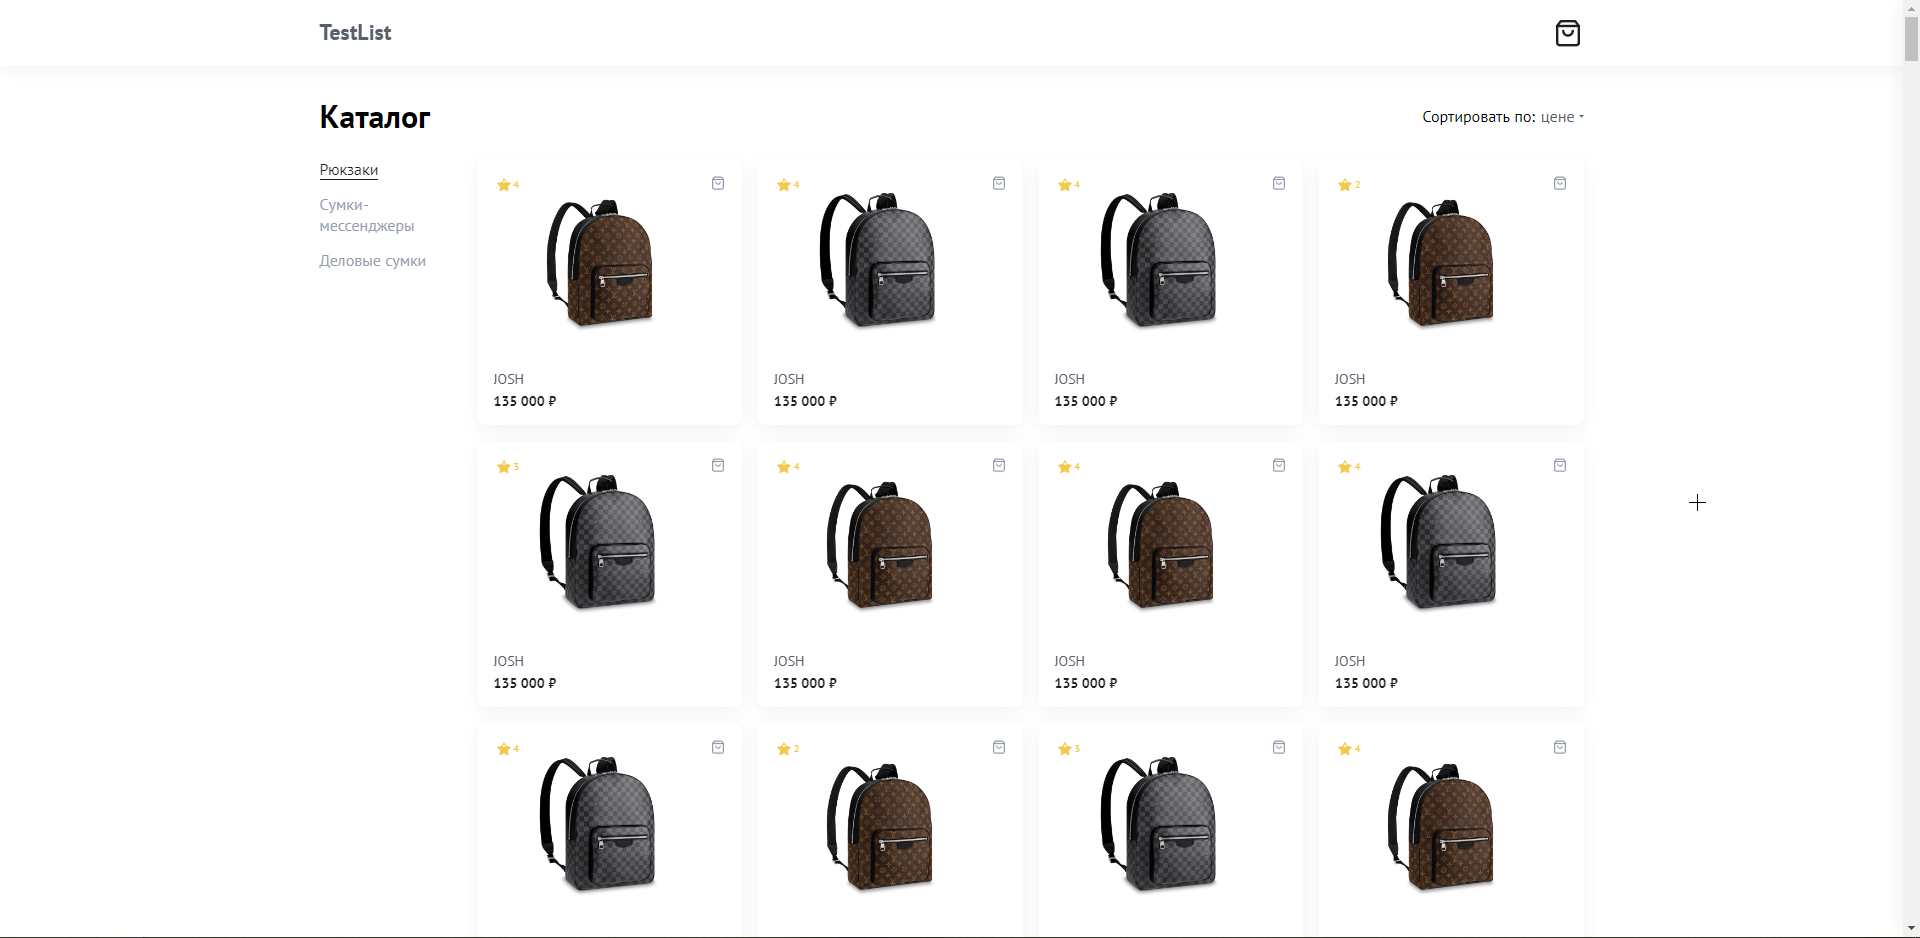 TestList
Каталог
Сортировать по: цене
Рюкзаки
Сумки-
мессенджеры
Деловые сумки
4
4
4
2
JOSH
135 000 ₽
JOSH
135 000 ₽
JOSH
135 000 ₽
JOSH
135 000 ₽
3
4
4
4
JOSH
135 000 ₽
JOSH
135 000 ₽
JOSH
135 000 ₽
JOSH
135 000 ₽
4
2
3
4